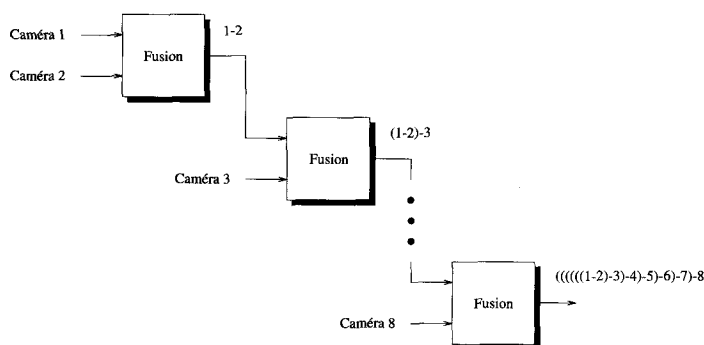 Caméra 1
1-2
Fusion
Caméra 2
(1-2)-3
Fusion
Caméra 3
((((((1-2)-3)-4)-5)-6)-7)-8
Fusion
Caméra 8